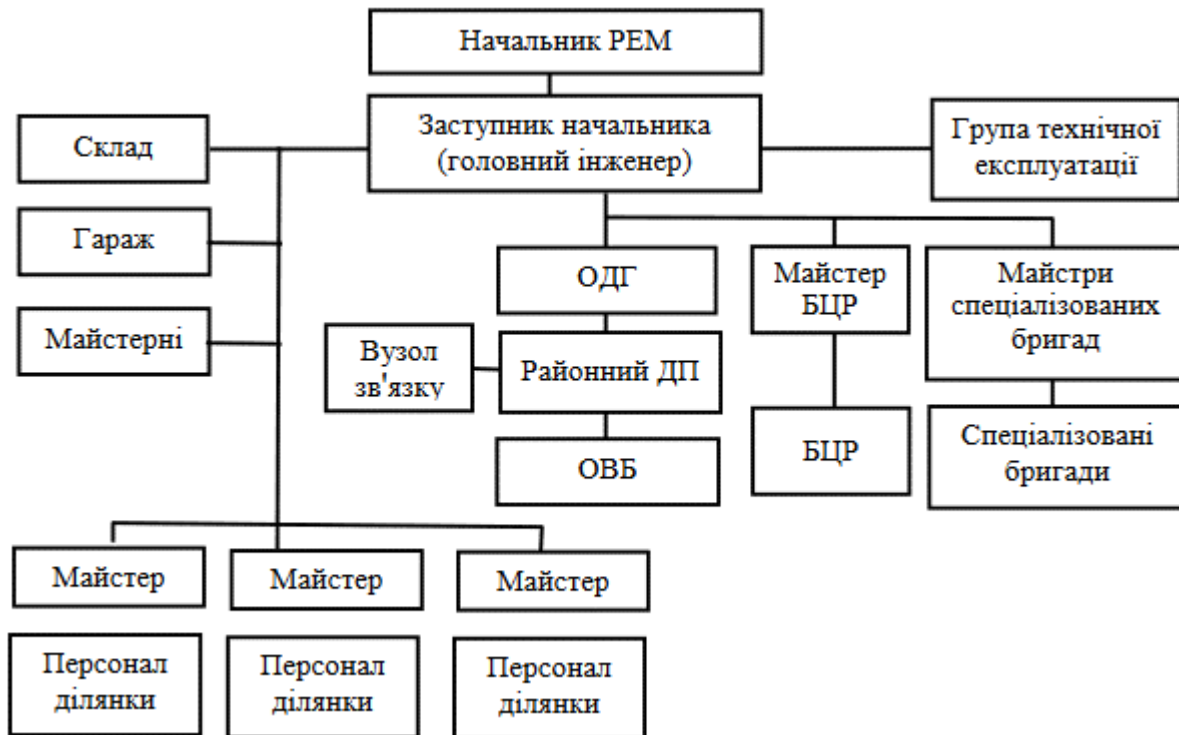 Начальник РЕМ
Заступник начальника
(головний інженер)
Склад
Група технічної
експлуатації
Гараж
ОДГ
Майстер
БЦР
Майстри
спеціалізованих
бригад
Майстерні
Вузол
зв'язку
Районний ДП
ОВБ
БЦР
Спеціалізовані
бригади
Майстер
Майстер
Майстер
Персонал
ділянки
Персонал
ділянки
Персонал
ділянки